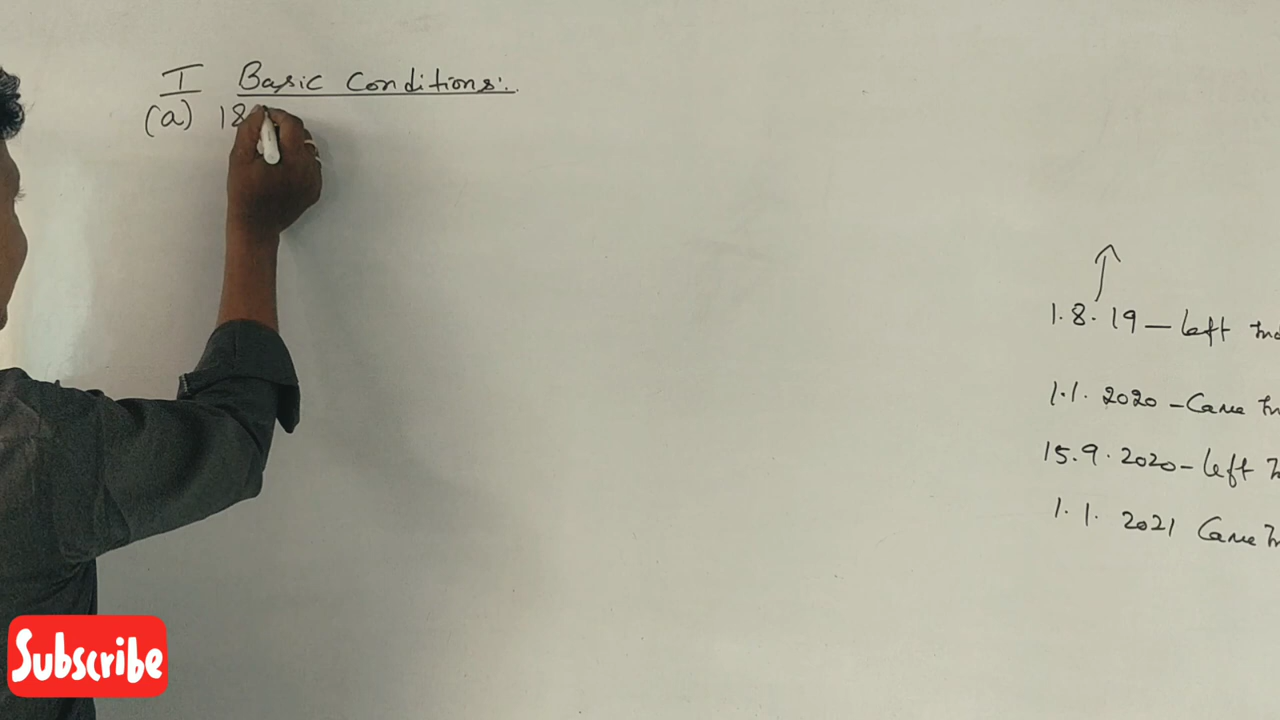 I Basic Conditions:.
(a) 18
1.8.19 - left
1.1.2020 - Came
15.9.2020 - left
1.1.2021 Came
Subscribe